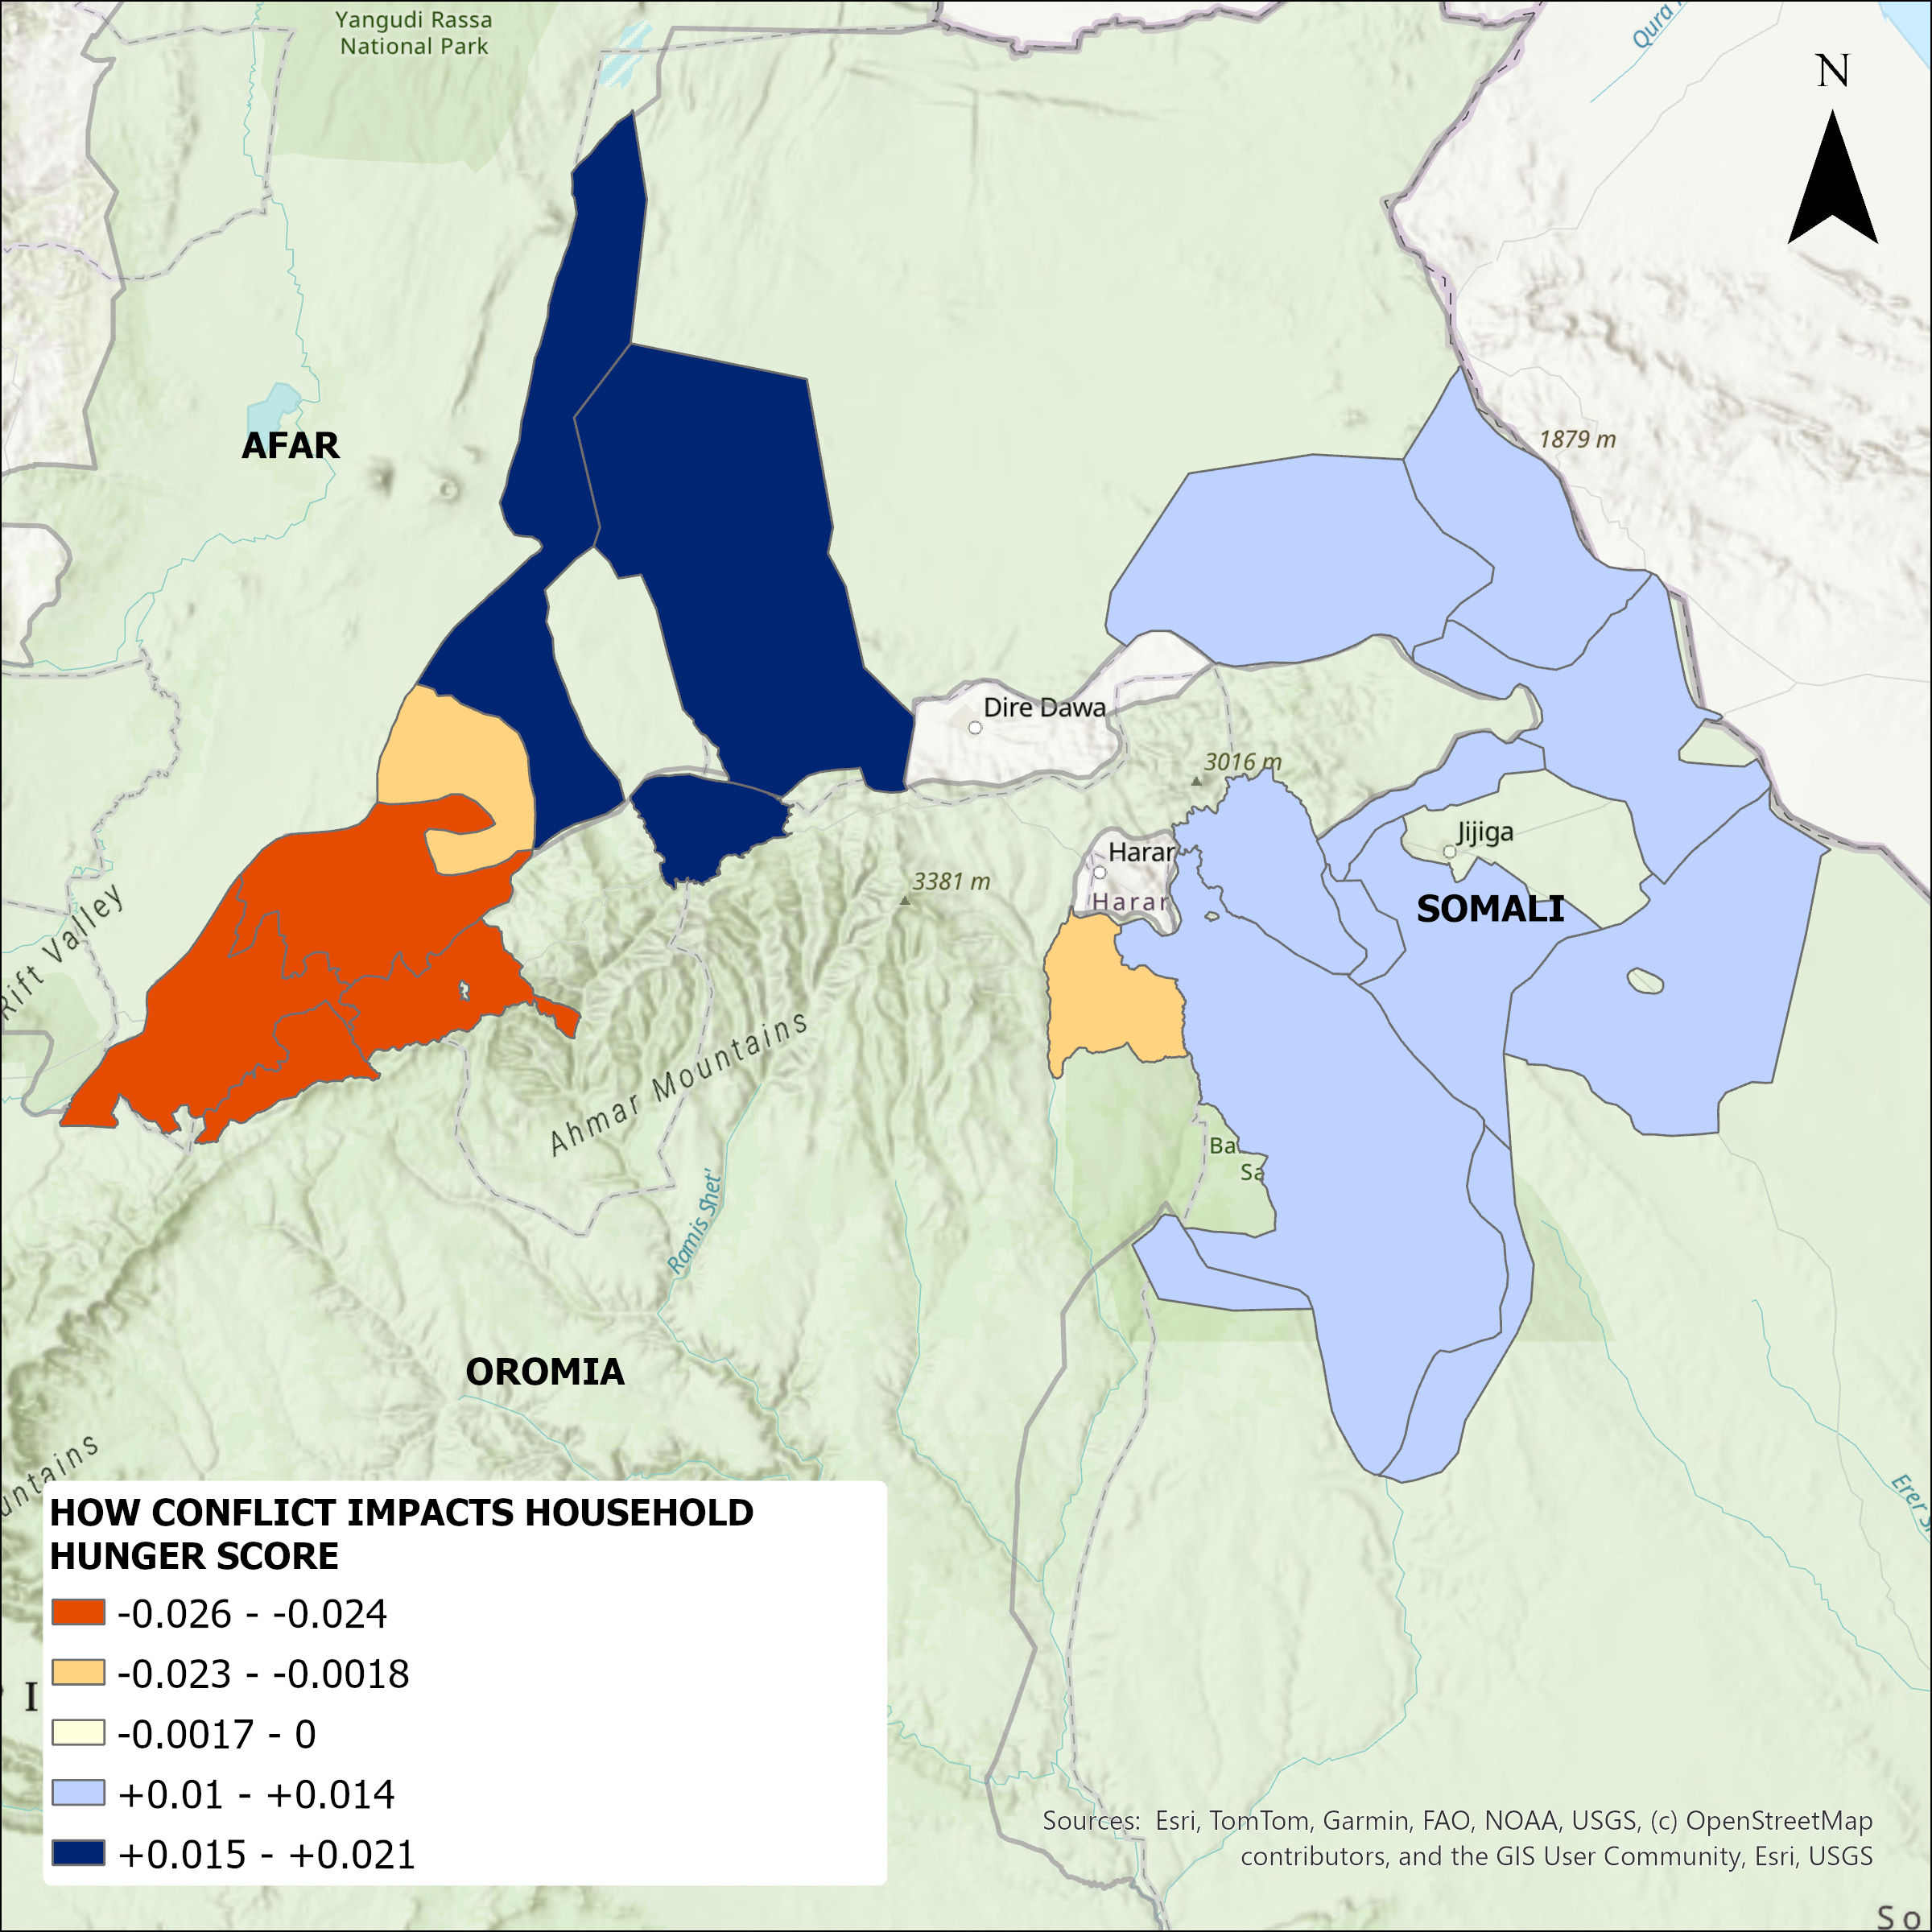 Yangudi Rassa
National Park
N
1879 m
AFAR
Dire Dawa
3016 m
Jijiga
Harar
Harar
3381 m
SOMALI
Rift Valley
Ahmar Mountains
Ba
Sa
Ramis Shet'
OROMIA
untains
HOW CONFLICT IMPACTS HOUSEHOLD
HUNGER SCORE
-0.026 - -0.024
-0.023 - -0.0018
-0.0017 - 0
+0.01 - +0.014
+0.015 - +0.021
I
Sources: Esri, TomTom, Garmin, FAO, NOAA, USGS, (c) OpenStreetMap
contributors, and the GIS User Community, Esri, USGS
So
Qura
Erer